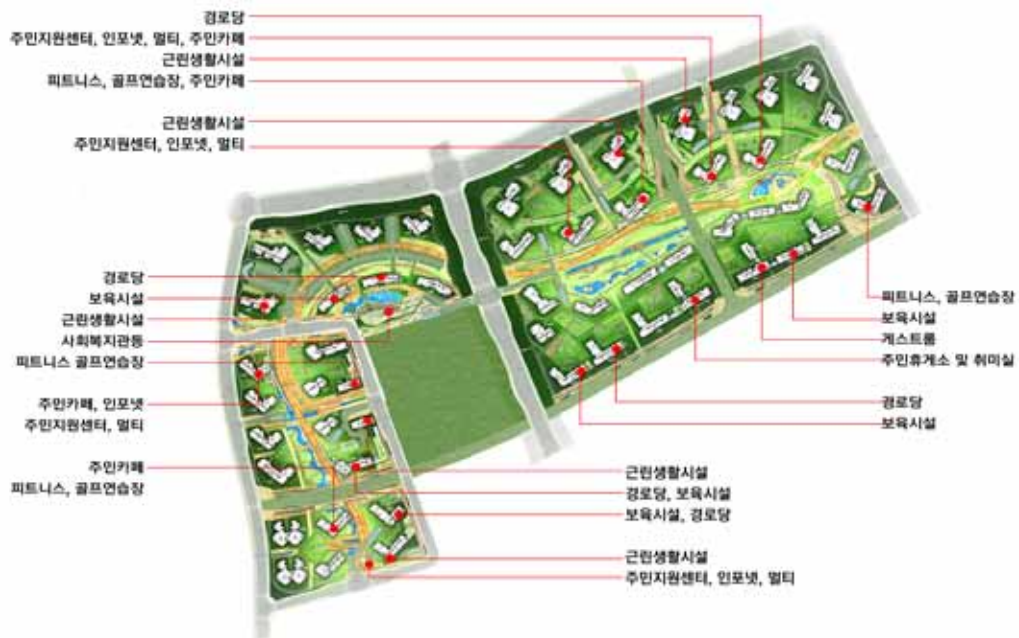 경로당
주민지원센터, 인포넷, 멀티, 주민카페
근린생활시설
피트니스, 골프연습장, 주민카페
근린생활시설
주민지원센터, 인포넷, 멀티
경로당
보육시설
근린생활시설
사회복지관동
피트니스 골프연습장
주민카페, 인포넷
주민지원센터, 멀티
주민카페
피트니스, 골프연습장
피트니스, 골프연습장
보육시설
게스트룸
주민휴게소 및 취미실
경로당
보육시설
근린생활시설
경로당, 보육시설
보육시설, 경로당
근린생활시설
주민지원센터, 인포넷, 멀티